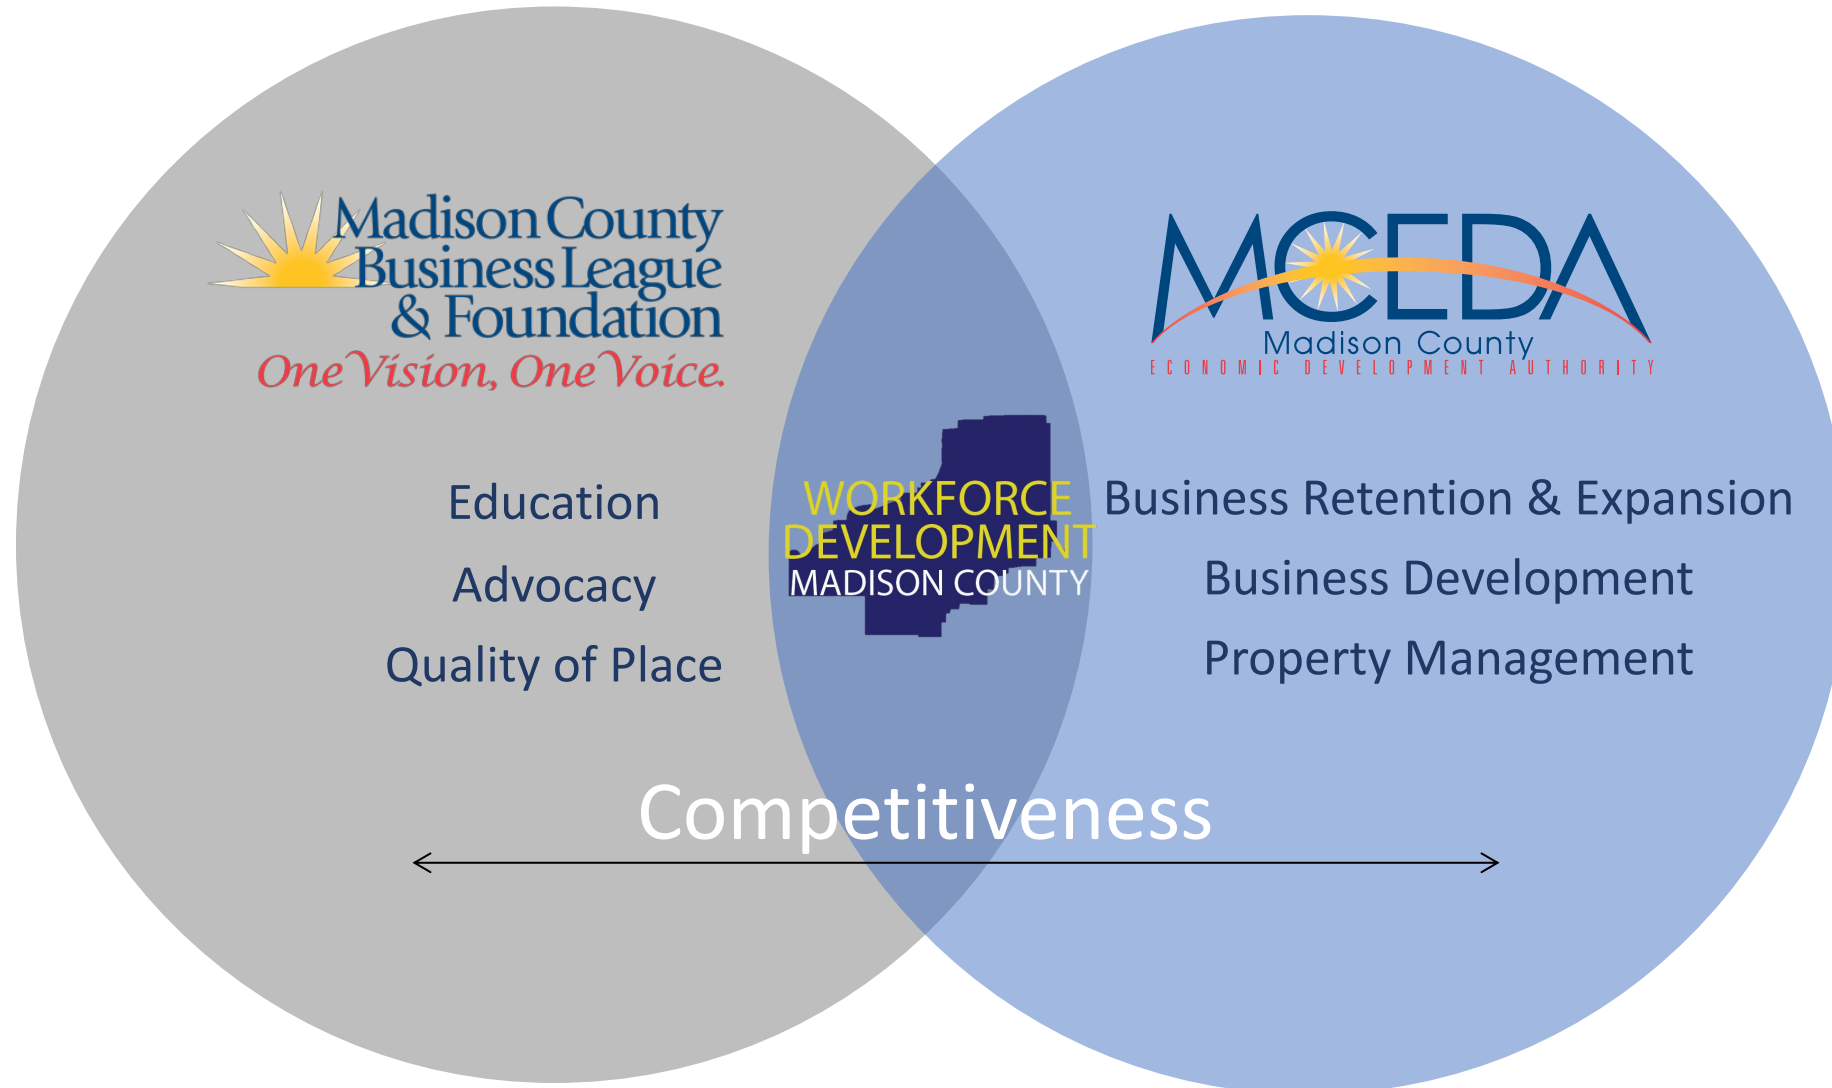 Madison County
Business League
& Foundation
One Vision, One Voice.
Education
Advocacy
Quality of Place
WORKFORCE
DEVELOPMENT
MADISON COUNTY
MCEDA
Madison County
ECONOMIC DEVELOPMENT AUTHORITY
Business Retention & Expansion
Business Development
Property Management
Competitiveness